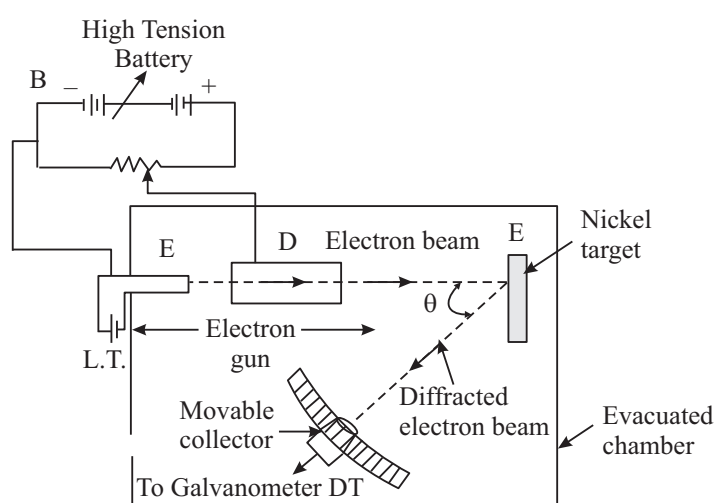 High Tension
Battery
B
–
+
E
D
Electron beam
E
Nickel
target
θ
Electron
gun
L.T.
Diffracted
electron beam
Movable
collector
Evacuated
chamber
To Galvanometer DT